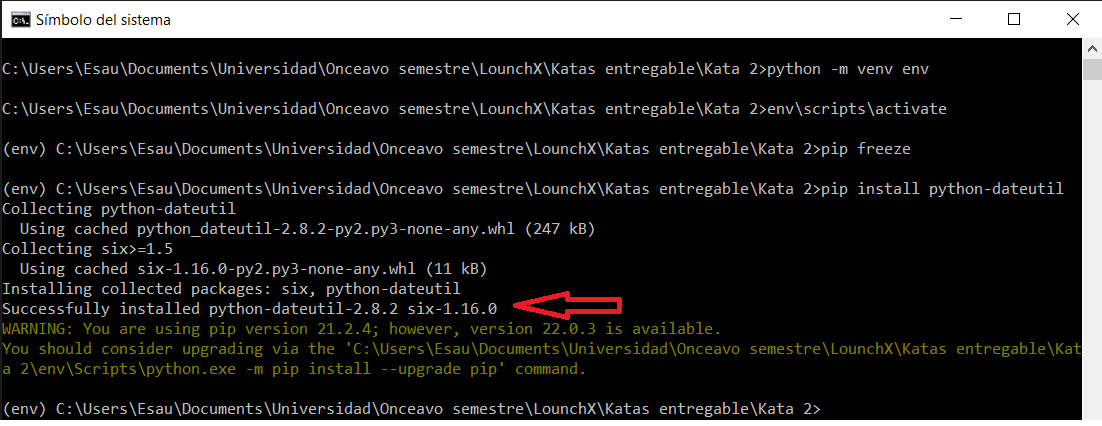 Símbolo del sistema
C:\Users\Esau\Documents\Universidad\Onceavo semestre\LounchX\Katas entregable\Kata 2>python -m venv env
C:\Users\Esau\Documents\Universidad\Onceavo semestre\LounchX\Katas entregable\Kata 2>env\scripts\activate
(env) C:\Users\Esau\Documents\Universidad\Onceavo semestre\LounchX\Katas entregable\Kata 2>pip freeze
(env) C:\Users\Esau\Documents\Universidad\Onceavo semestre\LounchX\Katas entregable\Kata 2>pip install python-dateutil
Collecting python-dateutil
  Using cached python_dateutil-2.8.2-py2.py3-none-any.whl (247 kB)
Collecting six>=1.5
  Using cached six-1.16.0-py2.py3-none-any.whl (11 kB)
Installing collected packages: six, python-dateutil
Successfully installed python-dateutil-2.8.2 six-1.16.0
WARNING: You are using pip version 21.2.4; however, version 22.0.3 is available.
You should consider upgrading via the 'C:\Users\Esau\Documents\Universidad\Onceavo semestre\LounchX\Katas entregable\Kat
a 2\env\Scripts\python.exe -m pip install --upgrade pip' command.
(env) C:\Users\Esau\Documents\Universidad\Onceavo semestre\LounchX\Katas entregable\Kata 2>